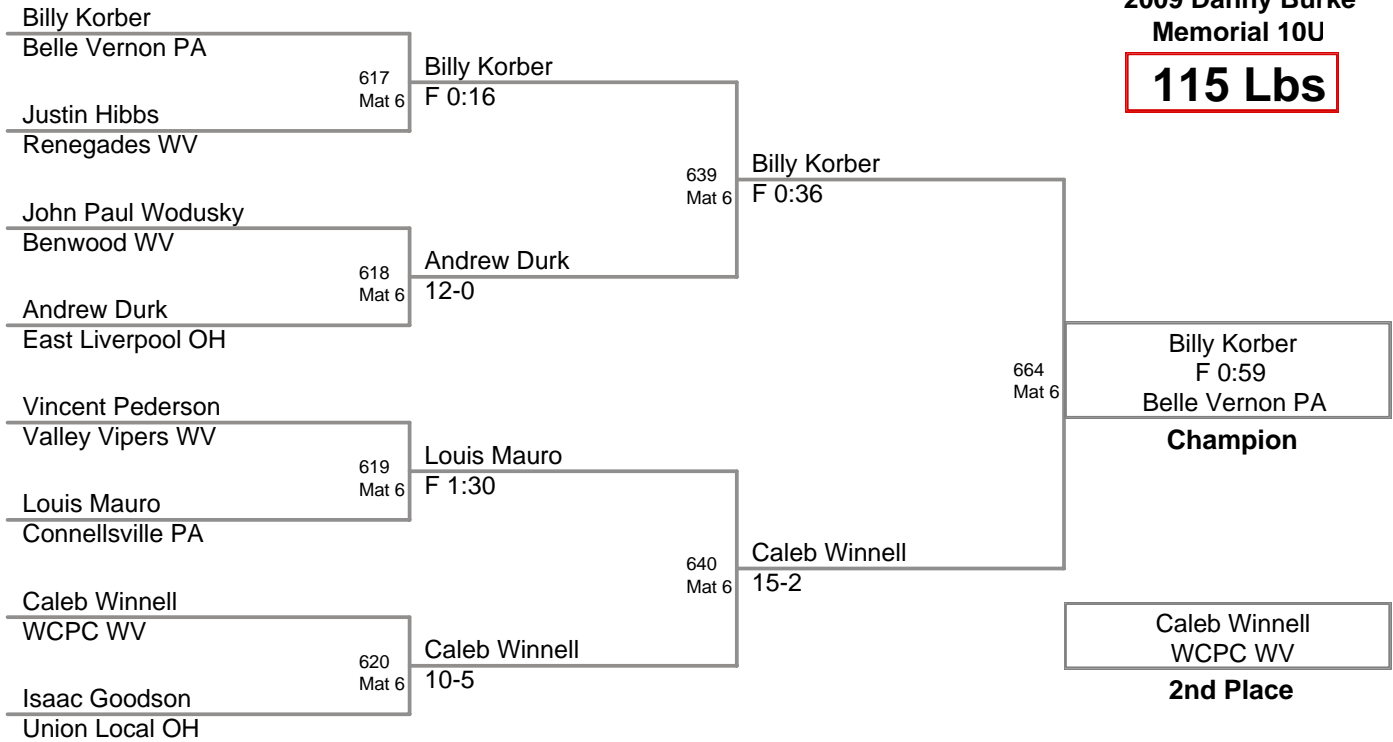 2009 Danny Burke
Memorial 10U
115 Lbs
Billy Korber
Belle Vernon PA
617
Mat 6
Justin Hibbs
Renegades WV
Billy Korber
F 0:16
John Paul Wodusky
Benwood WV
618
Mat 6
Andrew Durk
East Liverpool OH
Andrew Durk
12-0
639
Mat 6
Billy Korber
F 0:36
Vincent Pederson
Valley Vipers WV
619
Mat 6
Louis Mauro
Connellsville PA
Louis Mauro
F 1:30
Caleb Winnell
WCPC WV
620
Mat 6
Isaac Goodson
Union Local OH
Caleb Winnell
10-5
640
Mat 6
Caleb Winnell
15-2
664
Mat 6
Billy Korber
F 0:59
Belle Vernon PA
Champion
Caleb Winnell
WCPC WV
2nd Place